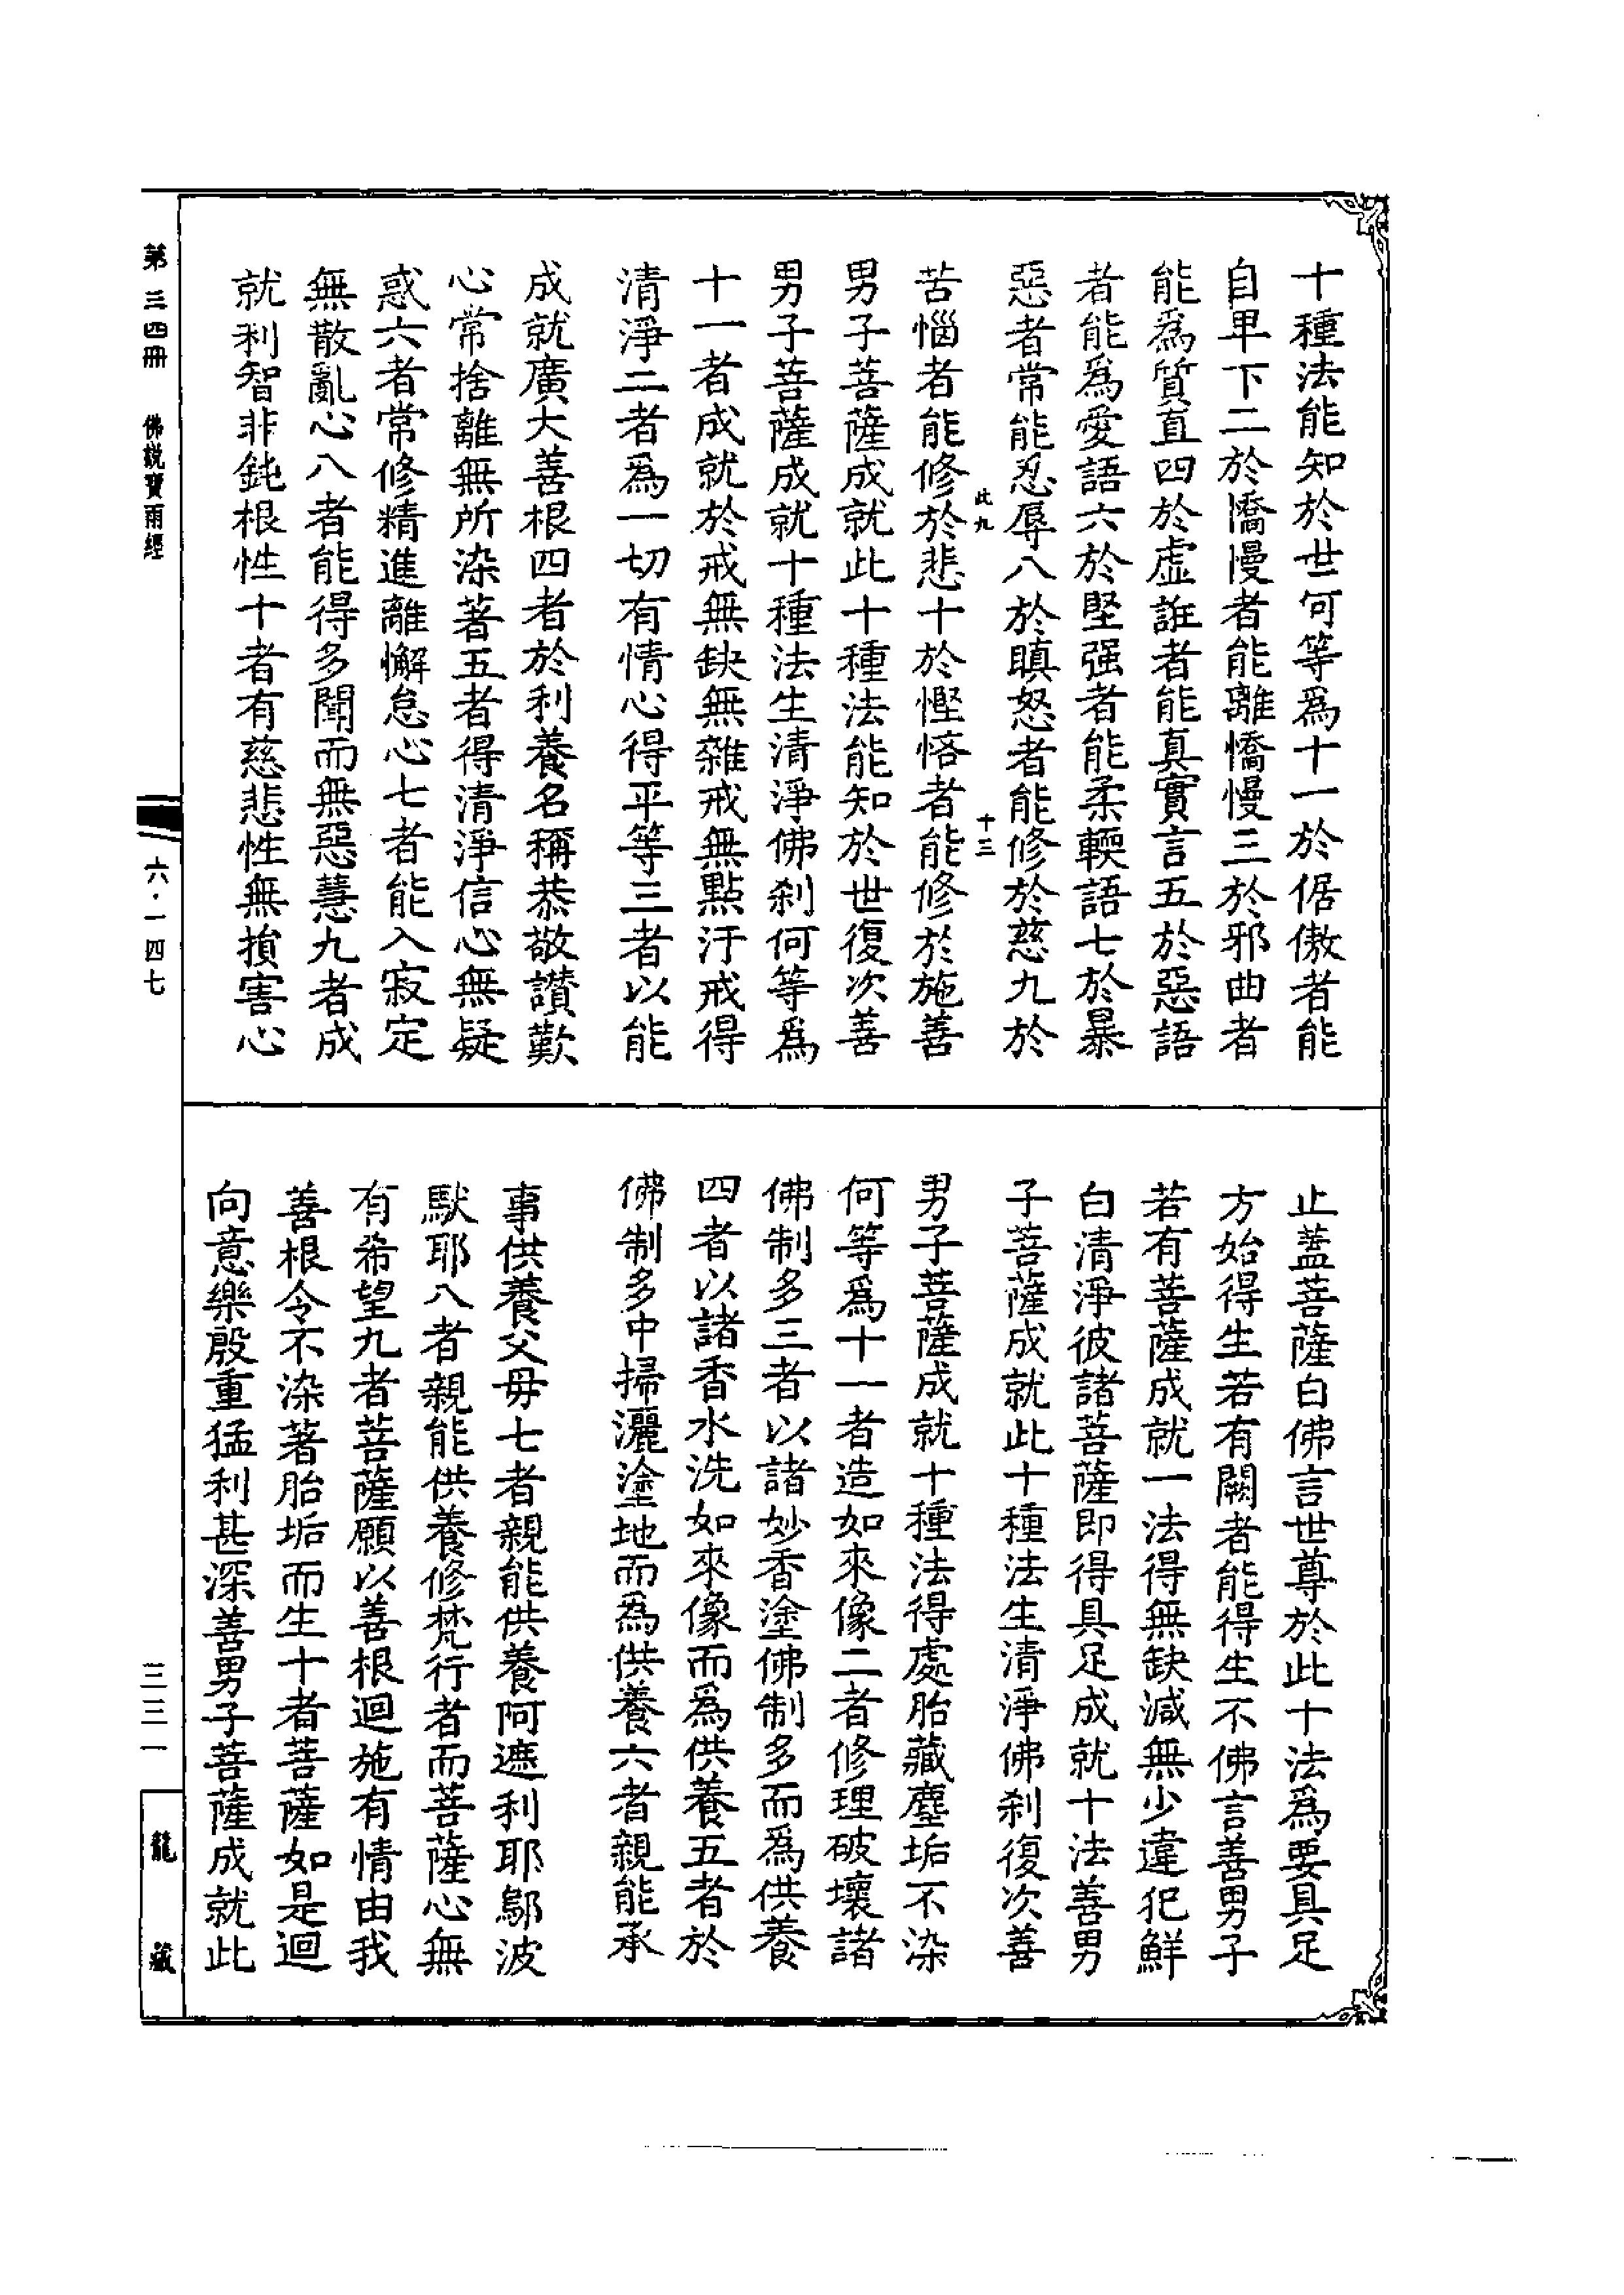 十種法能知於世何等爲十一於倨傲者能
自卑下二於憍慢者能離憍慢三於邪曲者
能爲質直四於虛誑者能真實言五於惡語
者能爲愛語六於堅强者能柔輭語七於暴
惡者常能忍辱八於瞋怒者能修於慈九於
此九 十三
苦惱者能修於悲十於慳悋者能修於施善
男子菩薩成就此十種法能知於世復次善
男子菩薩成就十種法生清淨佛刹何等爲
十一者成就於戒無缺無雜戒無點汙戒得
清淨二者爲一切有情心得平等三者以能
成就廣大善根四者於利養名稱恭敬讚歎
心常捨離無所染著五者得清淨信心無疑
惑六者常修精進離懈怠心七者能入寂定
無散亂心八者能得多聞而無惡慧九者成
就利智非鈍根性十者有慈悲性無損害心
止蓋菩薩白佛言世尊於此十法爲要具足
方始得生若有闕者能得生不佛言善男子
若有菩薩成就一法得無缺減無少違犯鮮
白清淨彼諸菩薩即得具足成就十法善男
子菩薩成就此十種法生清淨佛刹復次善
男子菩薩成就十種法得處胎藏塵垢不染
何等爲十一者造如來像二者修理破壞諸
佛制多三者以諸妙香塗佛制多而爲供養
四者以諸香水洗如來像而爲供養五者於
佛制多中掃灑塗地而爲供養六者親能承
事供養父母七者親能供養阿遮利耶鄔波
馱耶八者親能供養修梵行者而菩薩心無
有希望九者菩薩願以善根迴施有情由我
善根令不染著胎垢而生十者菩薩如是迴
向意樂殷重猛利甚深善男子菩薩成就此
第三四冊 佛説寶雨經
六·一四七
三三一
龍藏